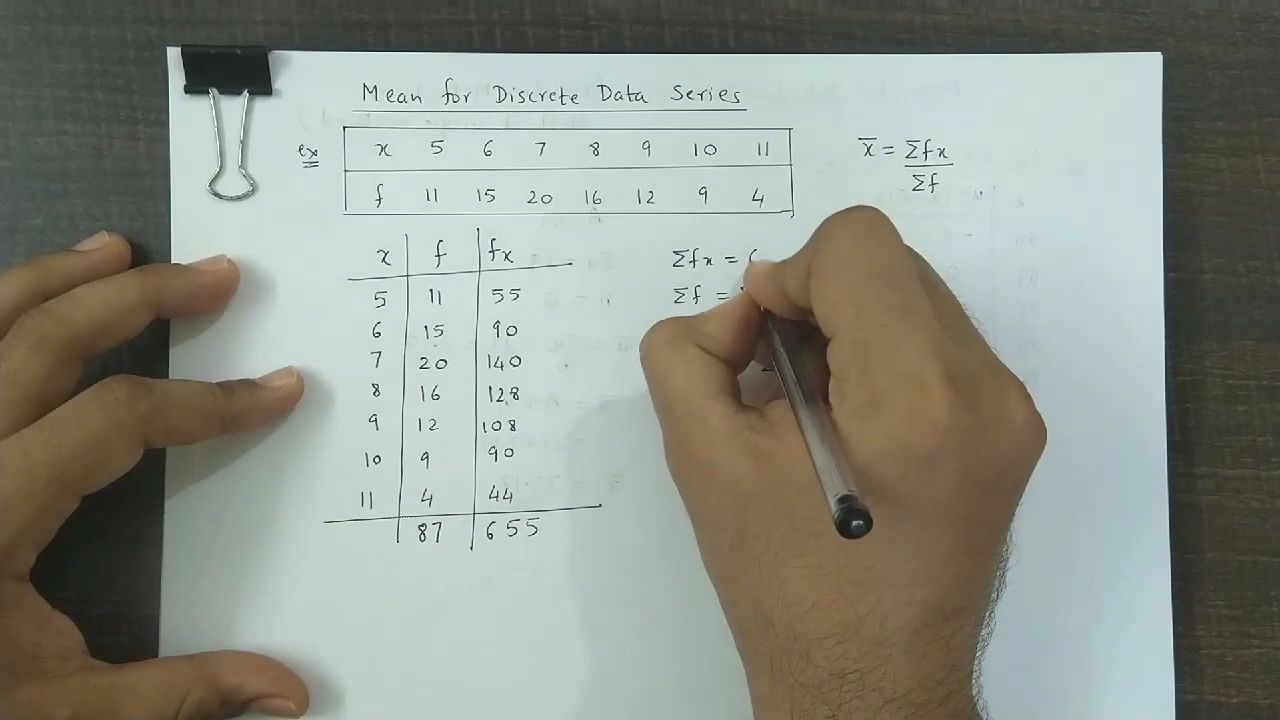 Mean for Discrete Data Series
ex
x 5 6 7 8 9 10 11
f 11 15 20 16 12 9 4
x̄ = Σfx / Σf
x f fx
5 11 55
6 15 90
7 20 140
8 16 128
9 12 108
10 9 90
11 4 44
87 655
Σfx =
Σf =